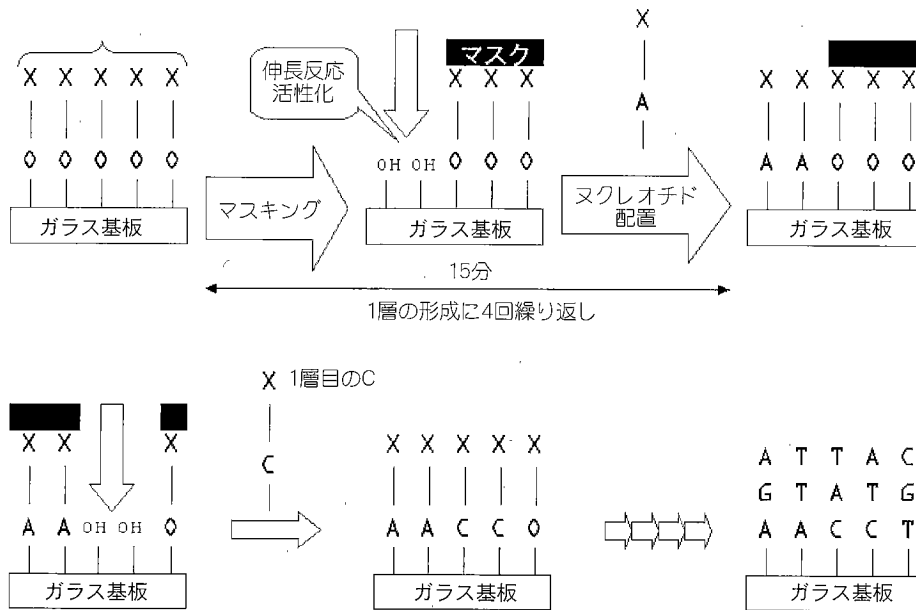 X X X X X
O O O O O
ガラス基板
マスキング
伸長反応
活性化
マスク
X X X
OH OH O O O
ガラス基板
X
A
ヌクレオチド
配置
X X X X X
A A O O O
ガラス基板
15分
1層の形成に4回繰り返し
X X X
A A OH OH O
ガラス基板
X 1層目のC
C
X X X X X
A A C C O
ガラス基板
A T T A C
G T A T G
A A C C T
ガラス基板